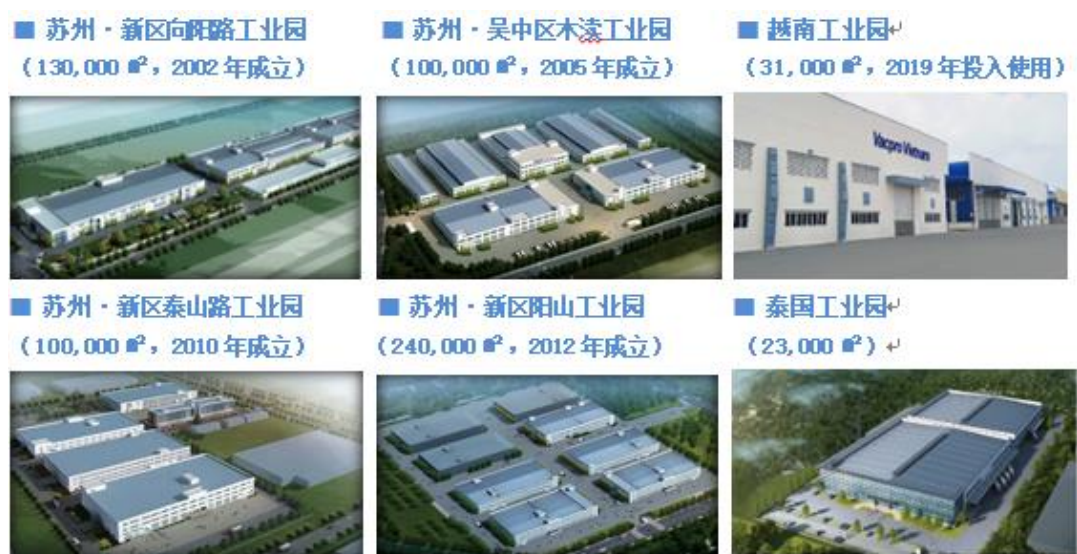 ■ 苏州·新区向阳路工业园
(130,000 ㎡,2002 年成立)
■ 苏州·吴中区木渎工业园
(100,000 ㎡,2005 年成立)
■ 越南工业园↵
(31,000 ㎡,2019 年投入使用)
Vacpro Vietnam
■ 苏州·新区泰山路工业园
(100,000 ㎡,2010 年成立)
■ 苏州·新区阳山工业园
(240,000 ㎡,2012 年成立)
■ 泰国工业园↵
(23,000 ㎡)↵